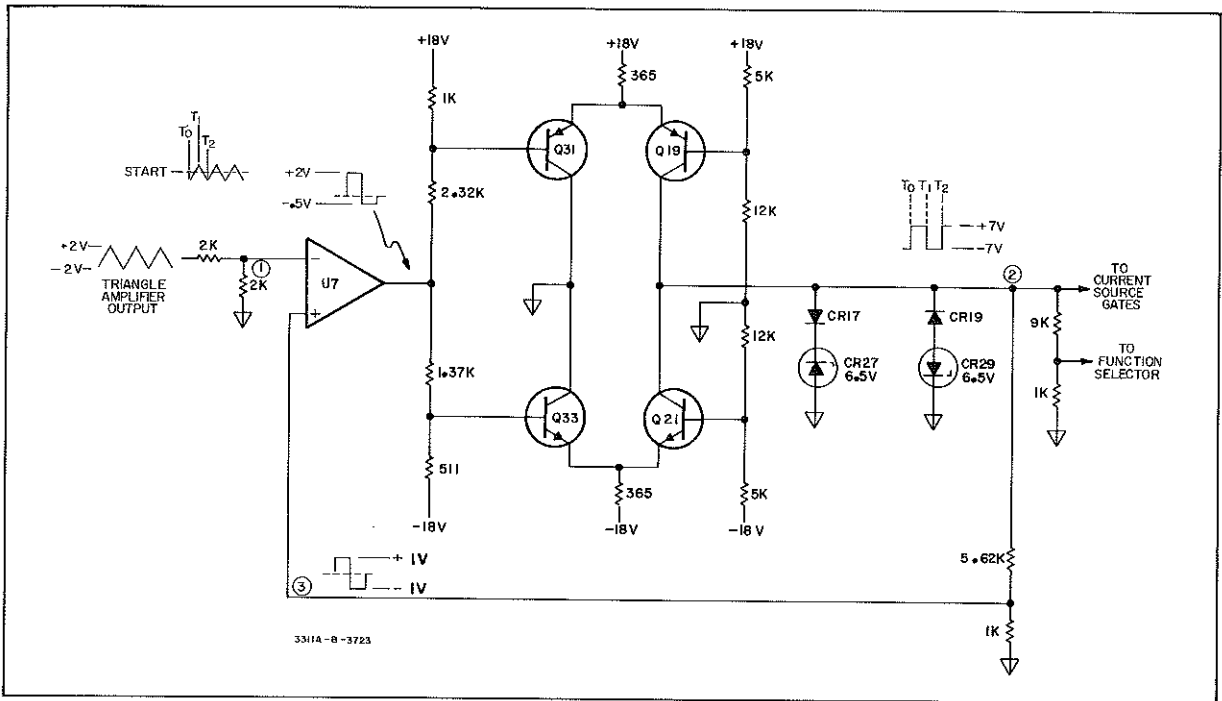 +18V
+18V
+18V
1K
365
5K
T0
T1
T2
START
Q31
Q19
+2V
-.5V
2.32K
12K
T0 T1 T2
+7V
-7V
+2V
-2V
2K
1
2K
TRIANGLE
AMPLIFIER
OUTPUT
-
U7
+
2
TO
CURRENT
SOURCE
GATES
CR17
CR19
9K
12K
TO
FUNCTION
SELECTOR
1.37K
CR27
6.5V
CR29
6.5V
1K
Q33
Q21
511
365
5K
-18V
-18V
-18V
5.62K
+ 1V
- 1V
3
1K
3311A-B-3723